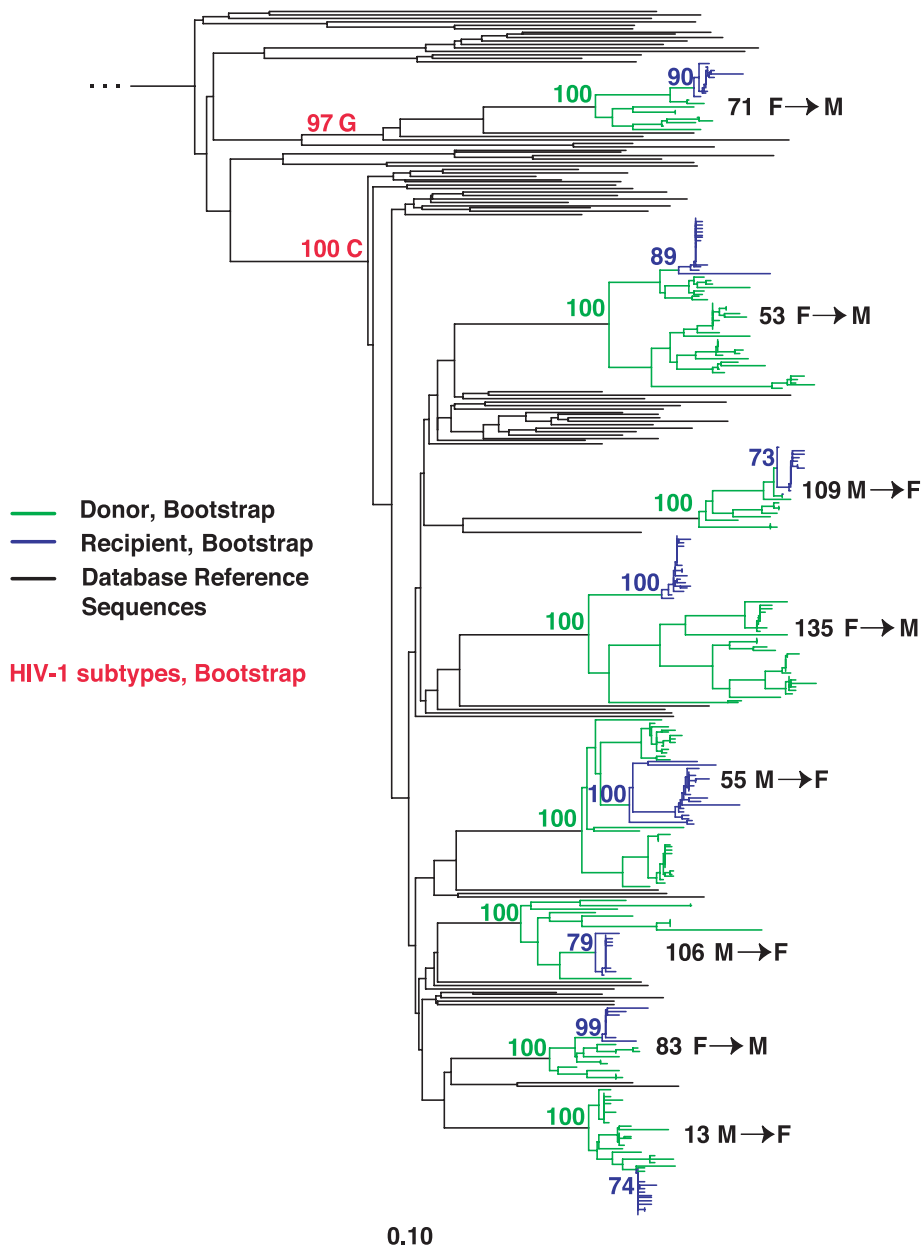 . . .
90
100
71 F→M
97 G
100 C
89
100
53 F→M
73
109 M→F
100
Donor, Bootstrap
Recipient, Bootstrap
Database Reference
Sequences
100
100
135 F→M
HIV-1 subtypes, Bootstrap
100
55 M→F
100
100
79
106 M→F
99
100
83 F→M
100
13 M→F
74
0.10